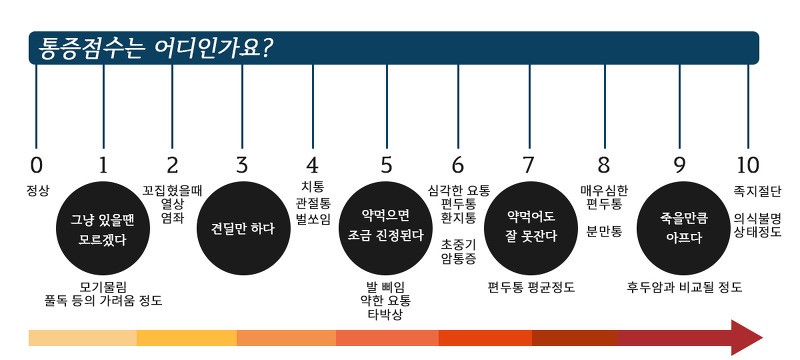 통증점수는 어디인가요?
0
1
2
3
4
5
6
7
8
9
10
정상
그냥 있을땐
모르겠다
모기물림
풀독 등의 가려움 정도
꼬집혔을때
열상
염좌
견딜만 하다
치통
관절통
벌쏘임
약먹으면
조금 진정된다
발 삐임
약한 요통
타박상
심각한 요통
편두통
환지통
초중기
암통증
약먹어도
잘 못잔다
편두통 평균정도
매우심한
편두통
분만통
죽을만큼
아프다
후두암과 비교될 정도
족지절단
의식불명
상태정도